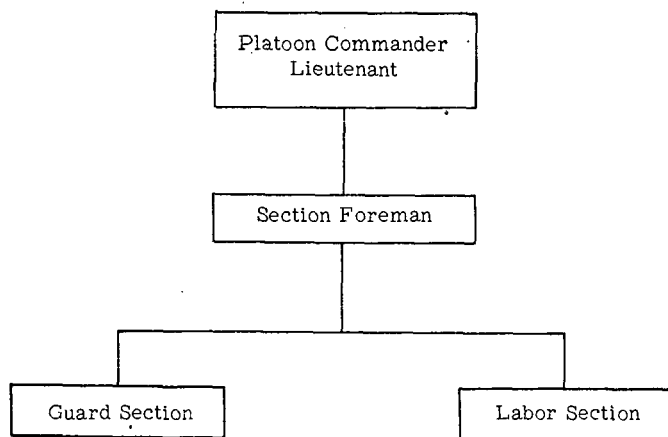 Platoon Commander
Lieutenant
Section Foreman
Guard Section
Labor Section